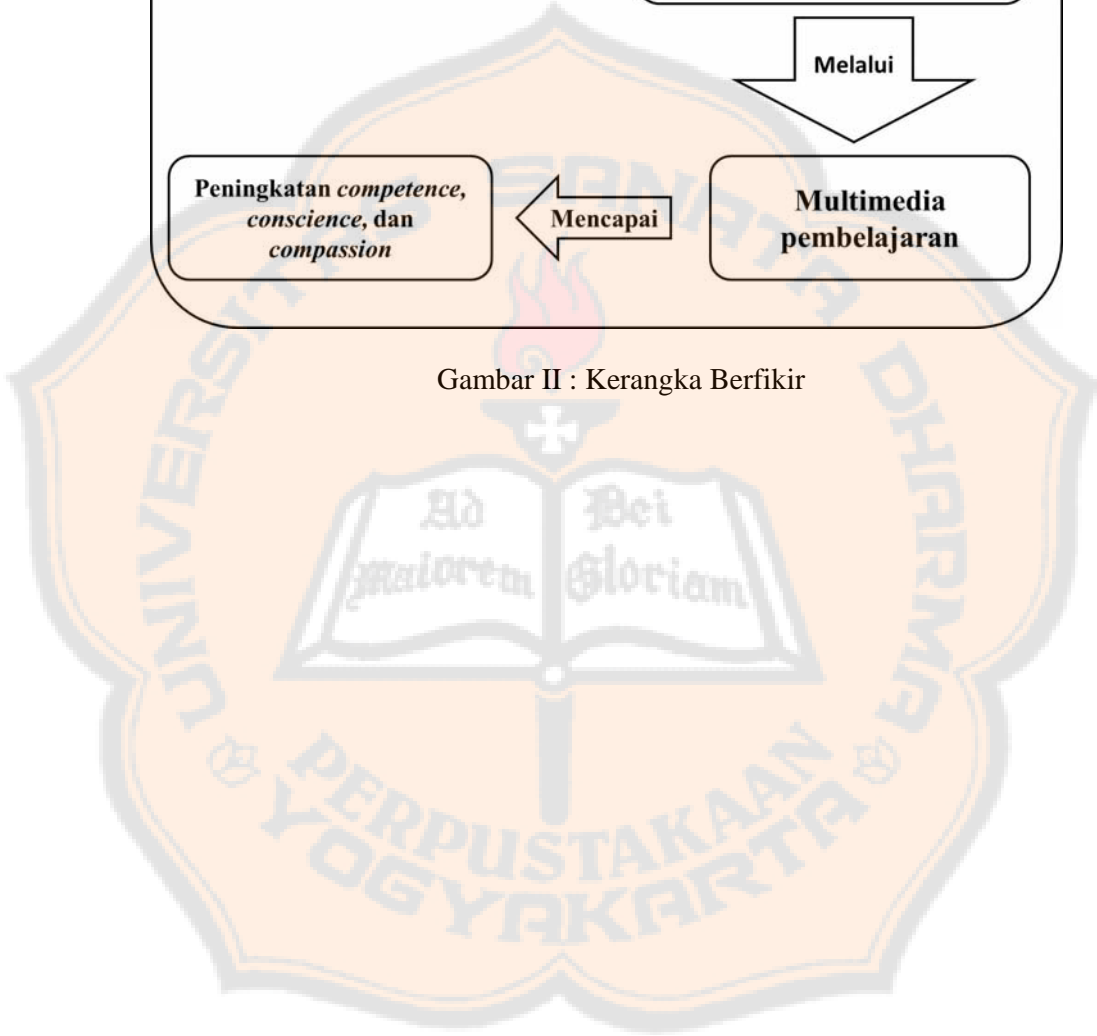 Melalui
Peningkatan competence,
conscience, dan
compassion
Mencapai
Multimedia
pembelajaran
Gambar II : Kerangka Berfikir
UNIVERSITAS SANATA DHARMA
Ad
maiorem
Dei
Gloriam
PERPUSTAKAAN
YOGYAKARTA